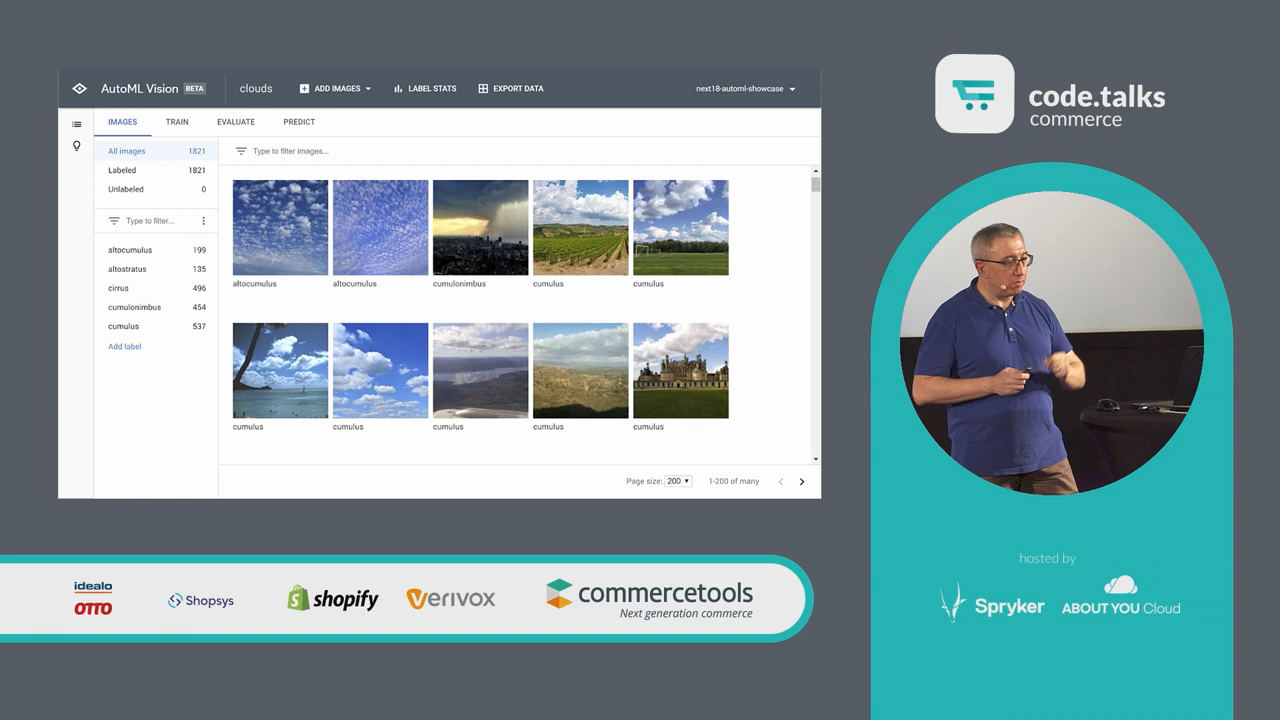 AutoML Vision BETA clouds ADD IMAGES LABEL STATS EXPORT DATA next18-automl-showcase
IMAGES TRAIN EVALUATE PREDICT
All images 1821
Labeled 1821
Unlabeled 0
Type to filter...
altocumulus 199
altostratus 135
cirrus 496
cumulonimbus 454
cumulus 537
Add label
Type to filter images...
altocumulus altocumulus cumulonimbus cumulus cumulus
cumulus cumulus cumulus cumulus cumulus
Page size: 200 1-200 of many
code.talks
commerce
hosted by
Spryker ABOUT YOU Cloud
idealo
OTTO
Shopsys
shopify
Verivox
commercetools
Next generation commerce